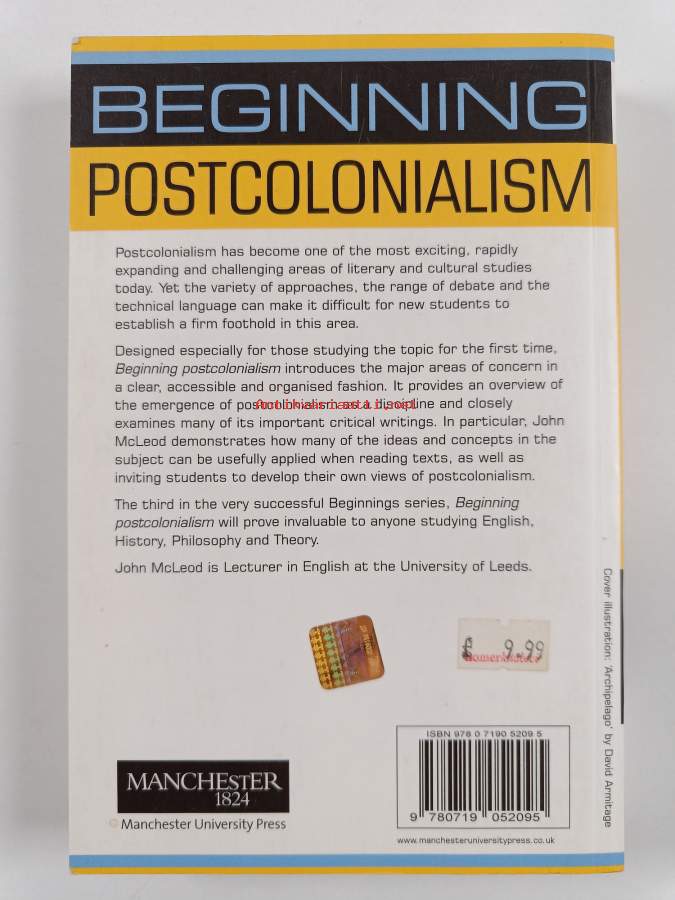 BEGINNING
POSTCOLONIALISM
Postcolonialism has become one of the most exciting, rapidly
expanding and challenging areas of literary and cultural studies
today. Yet the variety of approaches, the range of debate and the
technical language can make it difficult for new students to
establish a firm foothold in this area.
Designed especially for those studying the topic for the first time,
Beginning postcolonialism introduces the major areas of concern in
a clear, accessible and organised fashion. It provides an overview of
the emergence of postcolonialism as a discipline and closely
examines many of its important critical writings. In particular, John
McLeod demonstrates how many of the ideas and concepts in the
subject can be usefully applied when reading texts, as well as
inviting students to develop their own views of postcolonialism.
The third in the very successful Beginnings series, Beginning
postcolonialism will prove invaluable to anyone studying English,
History, Philosophy and Theory.
John McLeod is Lecturer in English at the University of Leeds.
£ 9.99
Cover illustration: 'Archipelago' by David Armitage
ISBN 978 0 7190 5209 5
9 780719 052095
www.manchesteruniversitypress.co.uk
MANCHESTER
1824
Manchester University Press